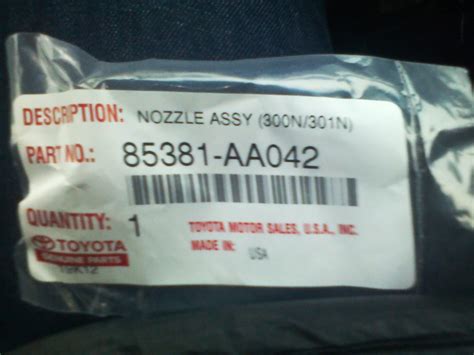 DESCRIPTION: NOZZLE ASSY (300N/301N)
PART NO.: 85381-AA042
QUANTITY: 1
TOYOTA MOTOR SALES, U.S.A., INC.
TOYOTA
MADE IN: USA
GENUINE PARTS
19K12